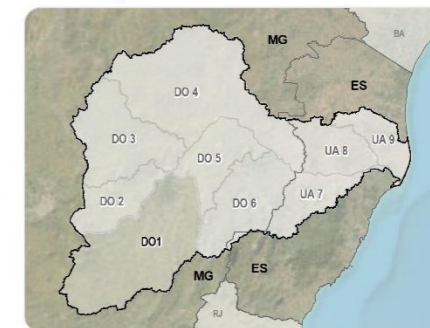 MG
BA
ES
DO 4
DO 3
UA 9
UA 8
DO 5
DO 2
UA 7
DO 6
DO1
MG
ES
RJ